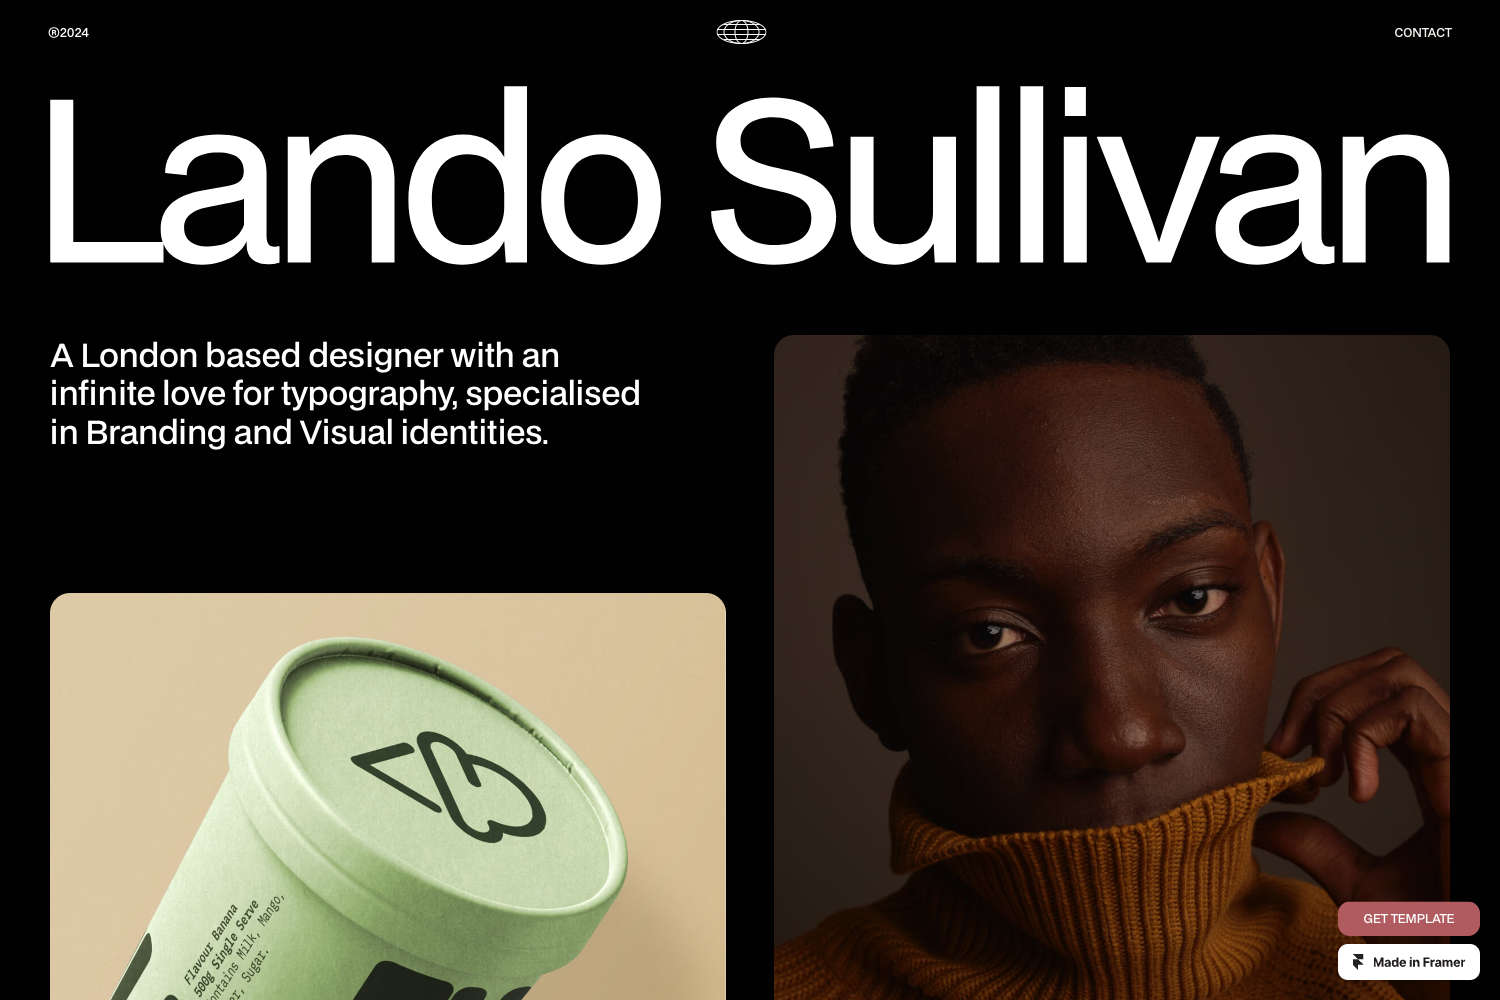 ®2024
CONTACT
Lando Sullivan
A London based designer with an
infinite love for typography, specialised
in Branding and Visual identities.
Flavour Banana
500g Single Serve
Milk, Mango,
Sugar.
GET TEMPLATE
Made in Framer